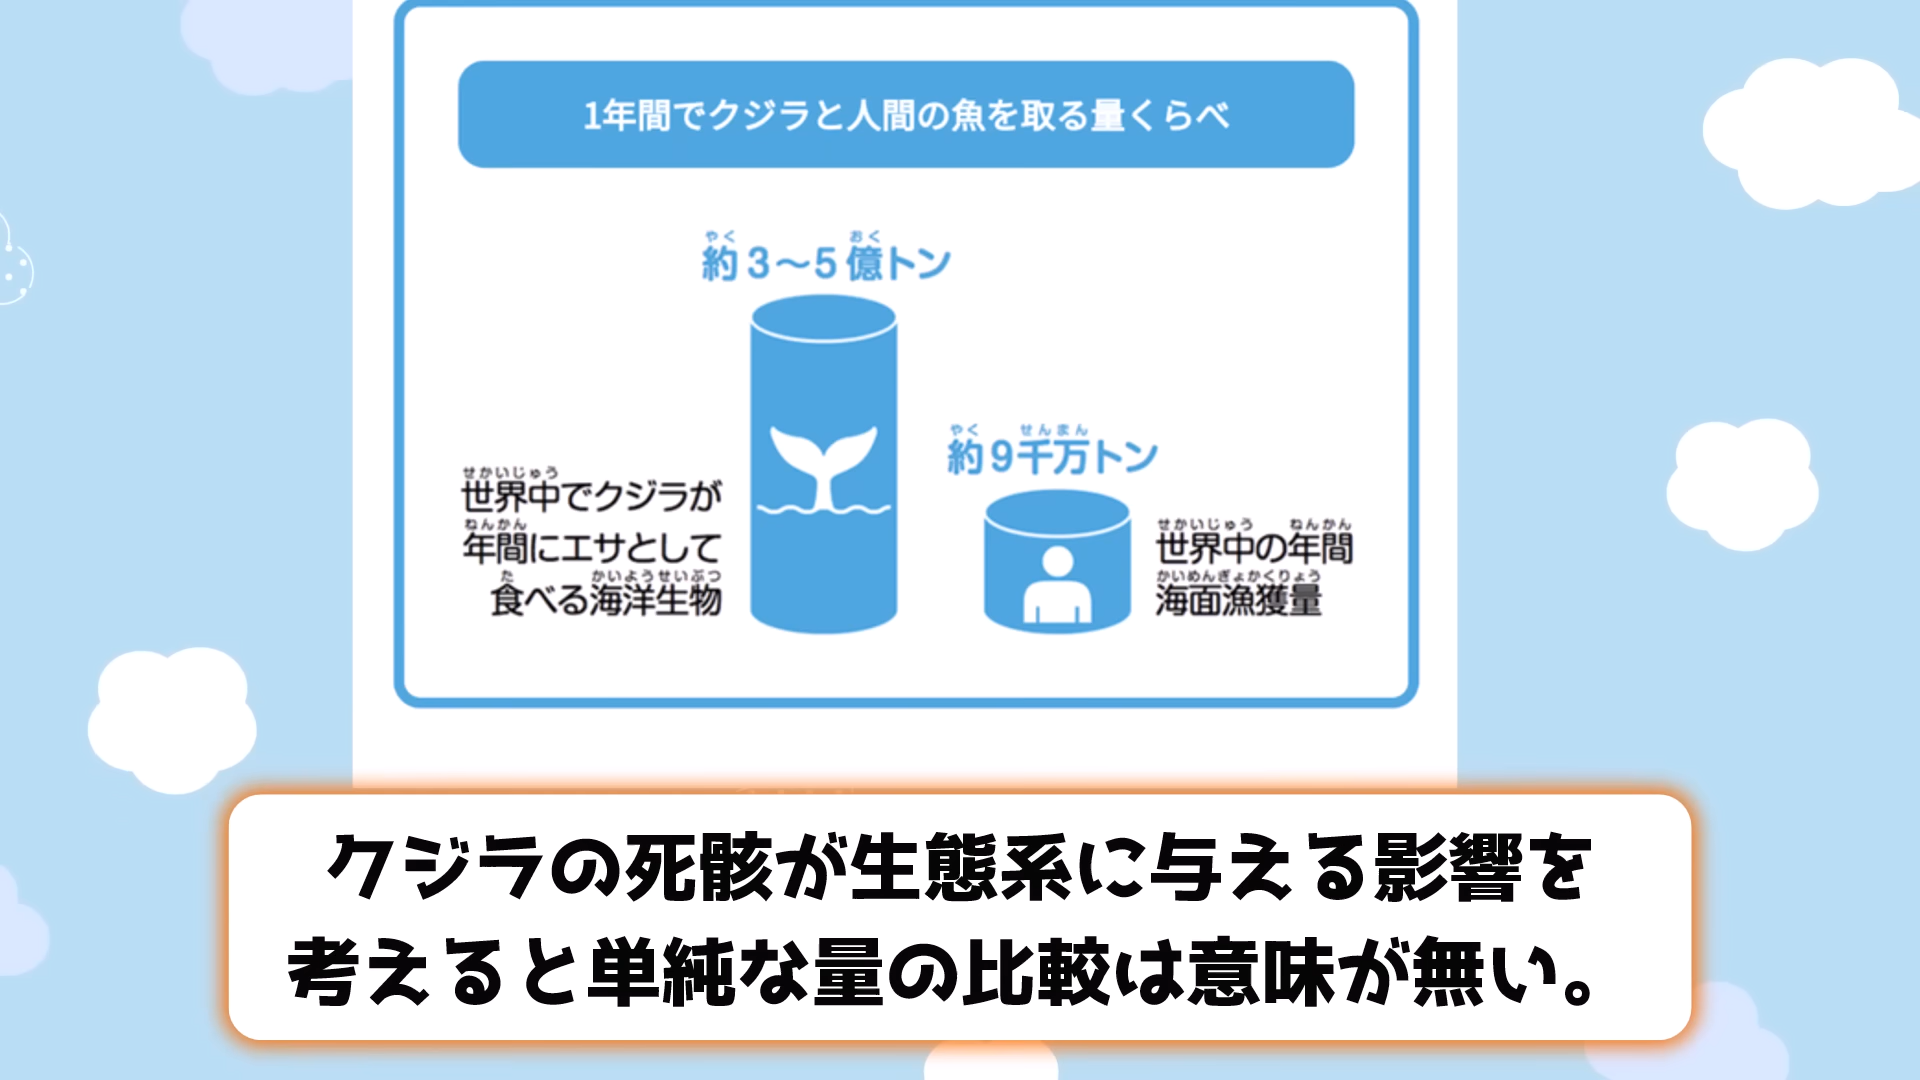 1年間でクジラと人間の魚を取る量くらべ
やく おく
約3〜5億トン
せかいじゅう
世界中でクジラが
ねんかん
年間にエサとして
た かいようせいぶつ
食べる海洋生物
やく せんまん
約9千万トン
せかいじゅう ねんかん
世界中の年間
かいめんぎょかくりょう
海面漁獲量
クジラの死骸が生態系に与える影響を
考えると単純な量の比較は意味が無い。